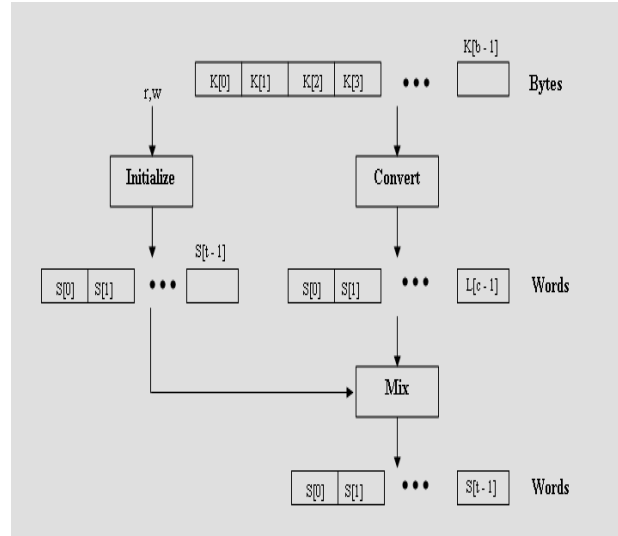 K[b - 1]
K[0] K[1] K[2] K[3] Bytes
r,w
Initialize Convert
S[t - 1]
S[0] S[1] S[0] S[1] L[c - 1] Words
Mix
S[0] S[1] S[t - 1] Words